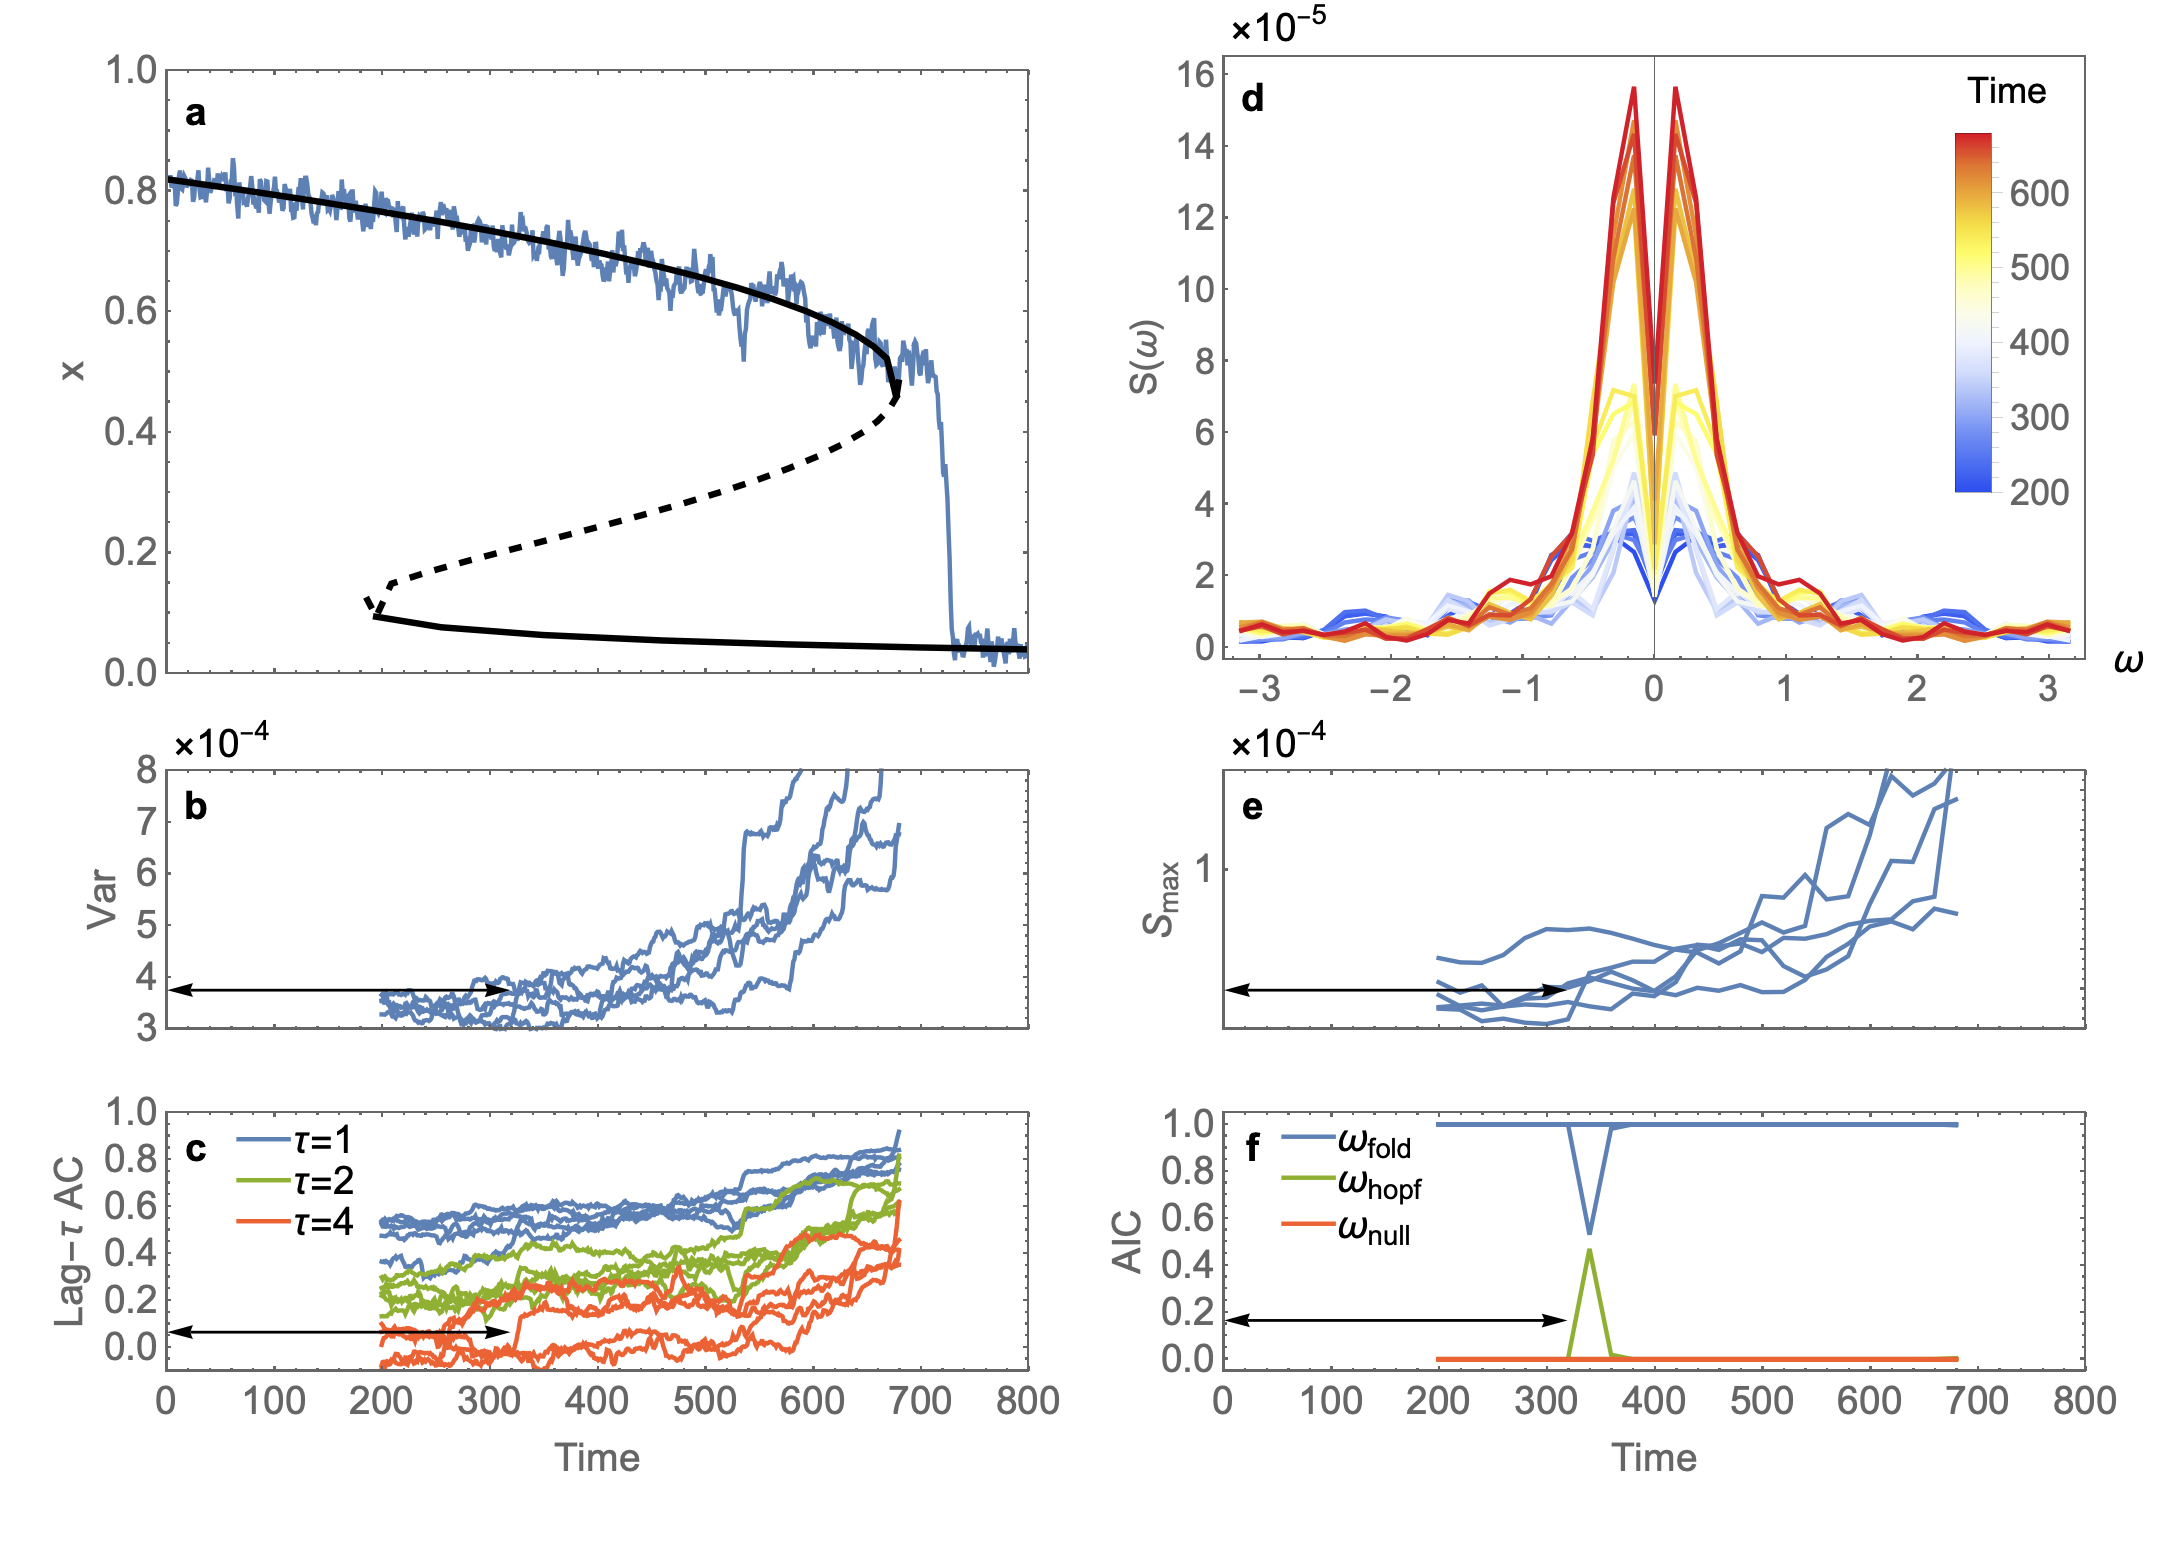 a
1.0
0.8
0.6
0.4
0.2
0.0
x
×10⁻⁵
d
16
14
12
10
8
6
4
2
0
S(ω)
Time
600
500
400
300
200
−3 −2 −1 0 1 2 3
ω
×10⁻⁴
b
8
7
6
5
4
3
Var
×10⁻⁴
e
1
Smax
c
1.0
0.8
0.6
0.4
0.2
0.0
Lag−τ AC
τ=1
τ=2
τ=4
0 100 200 300 400 500 600 700 800
Time
f
1.0
0.8
0.6
0.4
0.2
0.0
AIC
ωfold
ωhopf
ωnull
0 100 200 300 400 500 600 700 800
Time